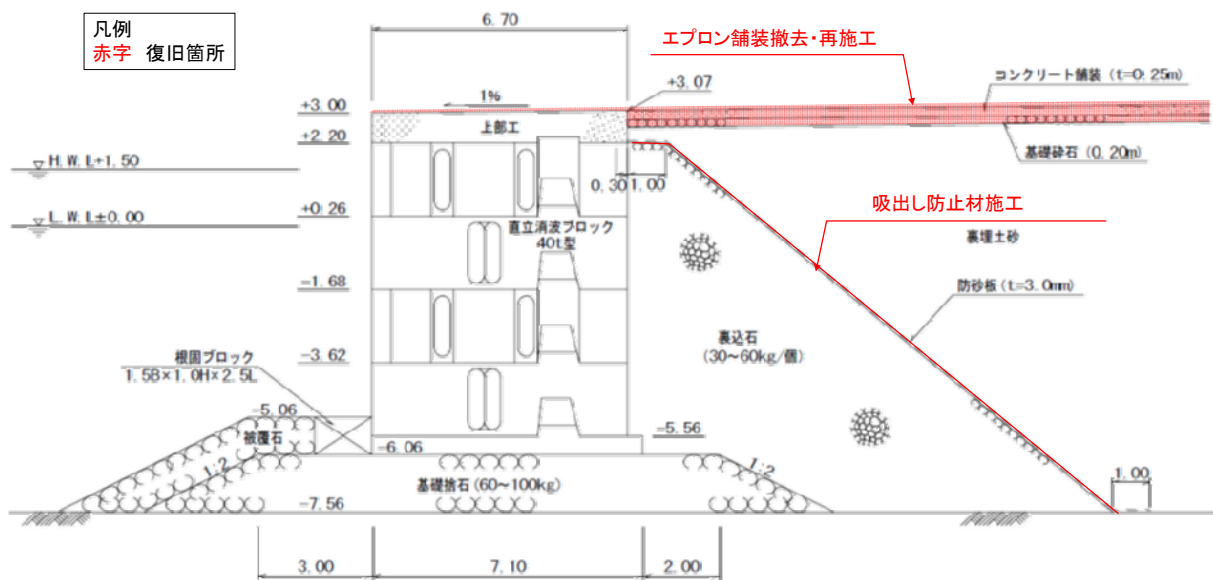 凡例
赤字 復旧箇所
6.70
エプロン舗装撤去・再施工
コンクリート舗装(t=0.25m)
+3.07
1%
+3.00
上部工
+2.20
基礎砕石(0.20m)
H.W.L+1.50
0.30
1.00
+0.26
L.W.L±0.00
直立消波ブロック
40t型
吸出し防止材施工
裏埋土砂
-1.68
防砂板(t=3.0mm)
裏込石
(30~60kg/個)
-3.62
根固ブロック
1.5B×1.0H×2.5L
-5.06
被覆石
-5.56
-6.06
1:2
1:2
1.00
基礎捨石(60~100kg)
-7.56
3.00
7.10
2.00